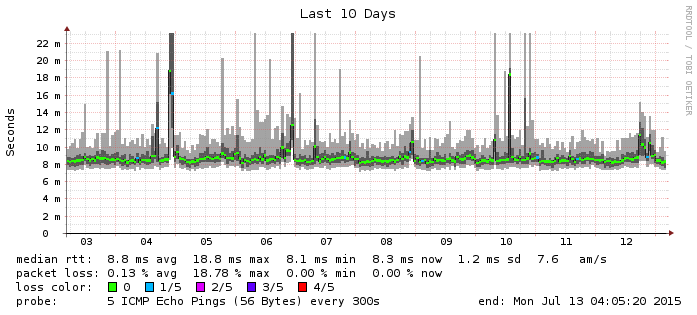 Last 10 Days
RRDTOOL / TOBI OETIKER
Seconds
22 m
20 m
18 m
16 m
14 m
12 m
10 m
8 m
6 m
4 m
2 m
0
03 04 05 06 07 08 09 10 11 12
median rtt: 8.8 ms avg 18.8 ms max 8.1 ms min 8.3 ms now 1.2 ms sd 7.6 am/s
packet loss: 0.13 % avg 18.78 % max 0.00 % min 0.00 % now
loss color: 0 1/5 2/5 3/5 4/5
probe: 5 ICMP Echo Pings (56 Bytes) every 300s end: Mon Jul 13 04:05:20 2015